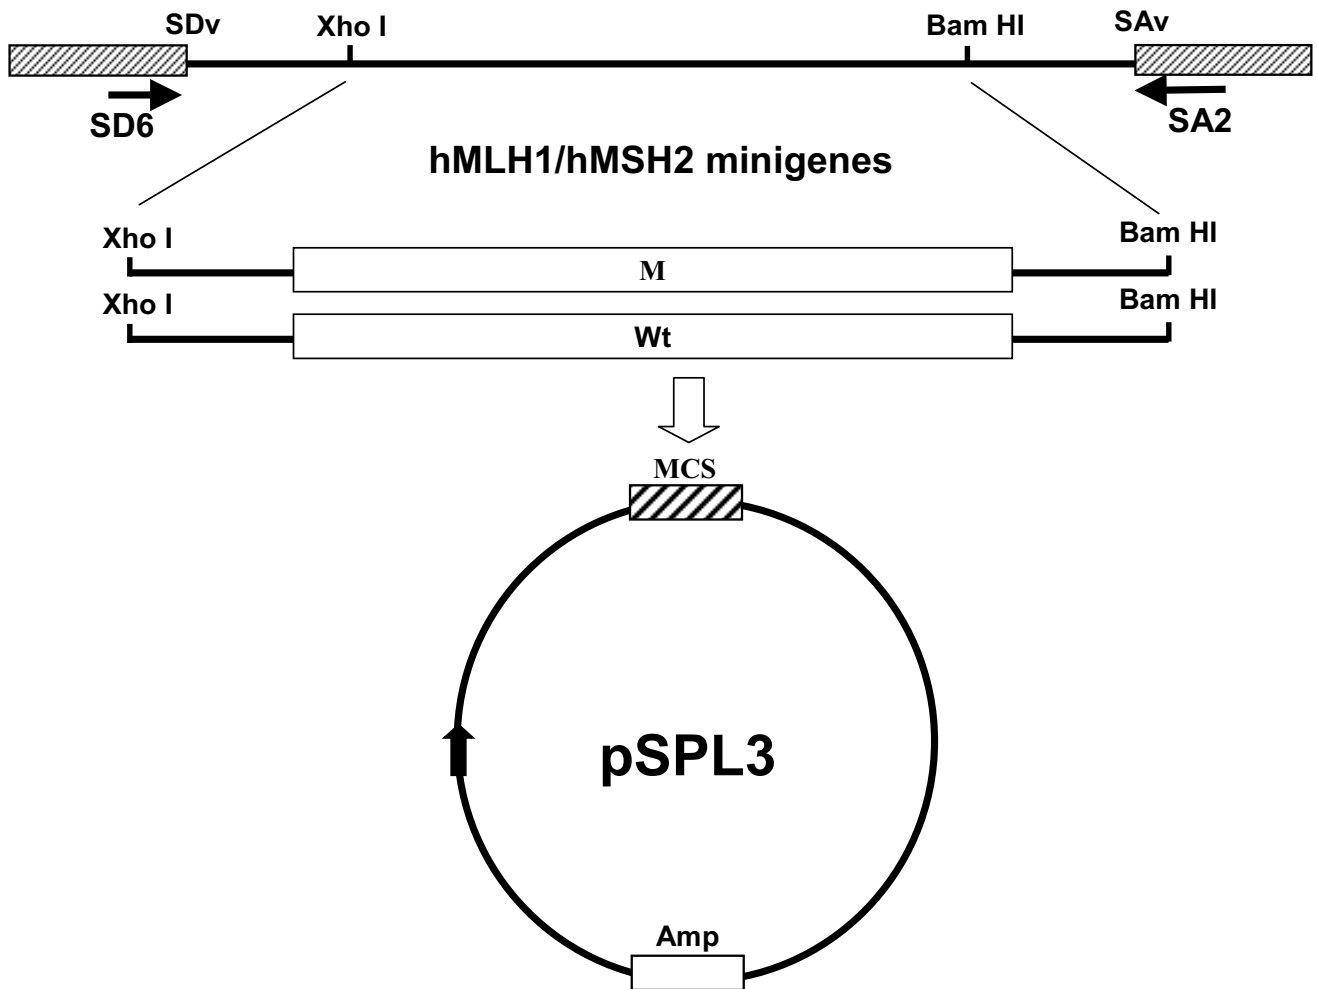 SDv Xho I Bam HI SAv
SD6 SA2
hMLH1/hMSH2 minigenes
Xho I Bam HI
M
Xho I Bam HI
Wt
MCS
pSPL3
Amp